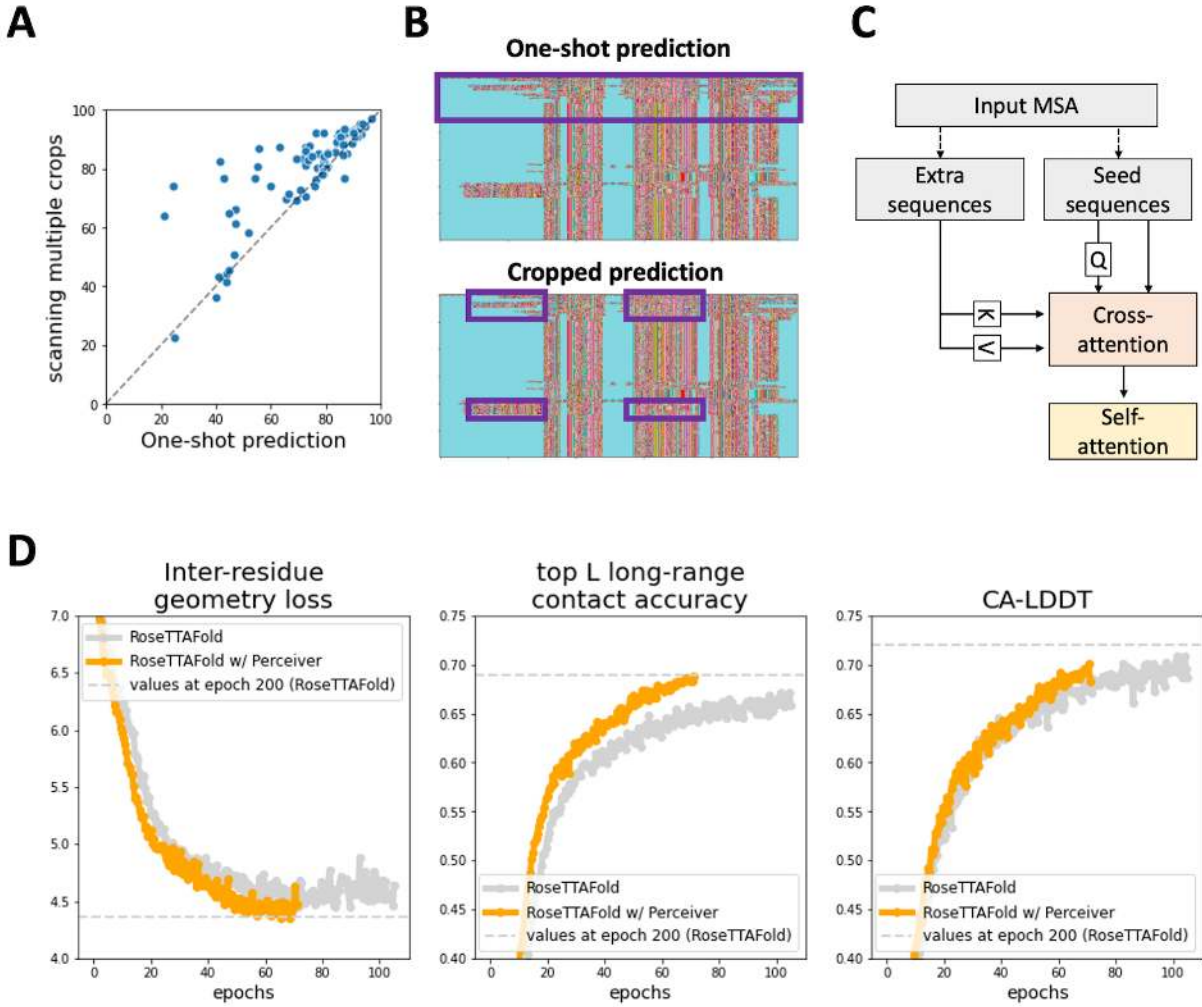 A
100
80
60
40
20
0
0
20
40
60
80
100
scanning multiple crops
One-shot prediction
B
One-shot prediction
Cropped prediction
C
Input MSA
Extra
sequences
Seed
sequences
Q
K
V
Cross-
attention
Self-
attention
D
Inter-residue
geometry loss
7.0
6.5
6.0
5.5
5.0
4.5
4.0
RoseTTAFold
RoseTTAFold w/ Perceiver
values at epoch 200 (RoseTTAFold)
0
20
40
60
80
100
epochs
top L long-range
contact accuracy
0.75
0.70
0.65
0.60
0.55
0.50
0.45
0.40
RoseTTAFold
RoseTTAFold w/ Perceiver
values at epoch 200 (RoseTTAFold)
0
20
40
60
80
100
epochs
CA-LDDT
0.75
0.70
0.65
0.60
0.55
0.50
0.45
0.40
RoseTTAFold
RoseTTAFold w/ Perceiver
values at epoch 200 (RoseTTAFold)
0
20
40
60
80
100
epochs